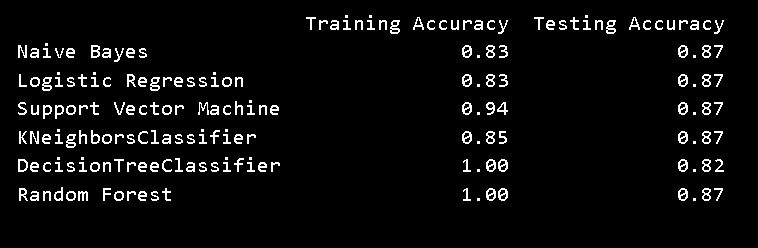 Training Accuracy Testing Accuracy
Naive Bayes 0.83 0.87
Logistic Regression 0.83 0.87
Support Vector Machine 0.94 0.87
KNeighborsClassifier 0.85 0.87
DecisionTreeClassifier 1.00 0.82
Random Forest 1.00 0.87